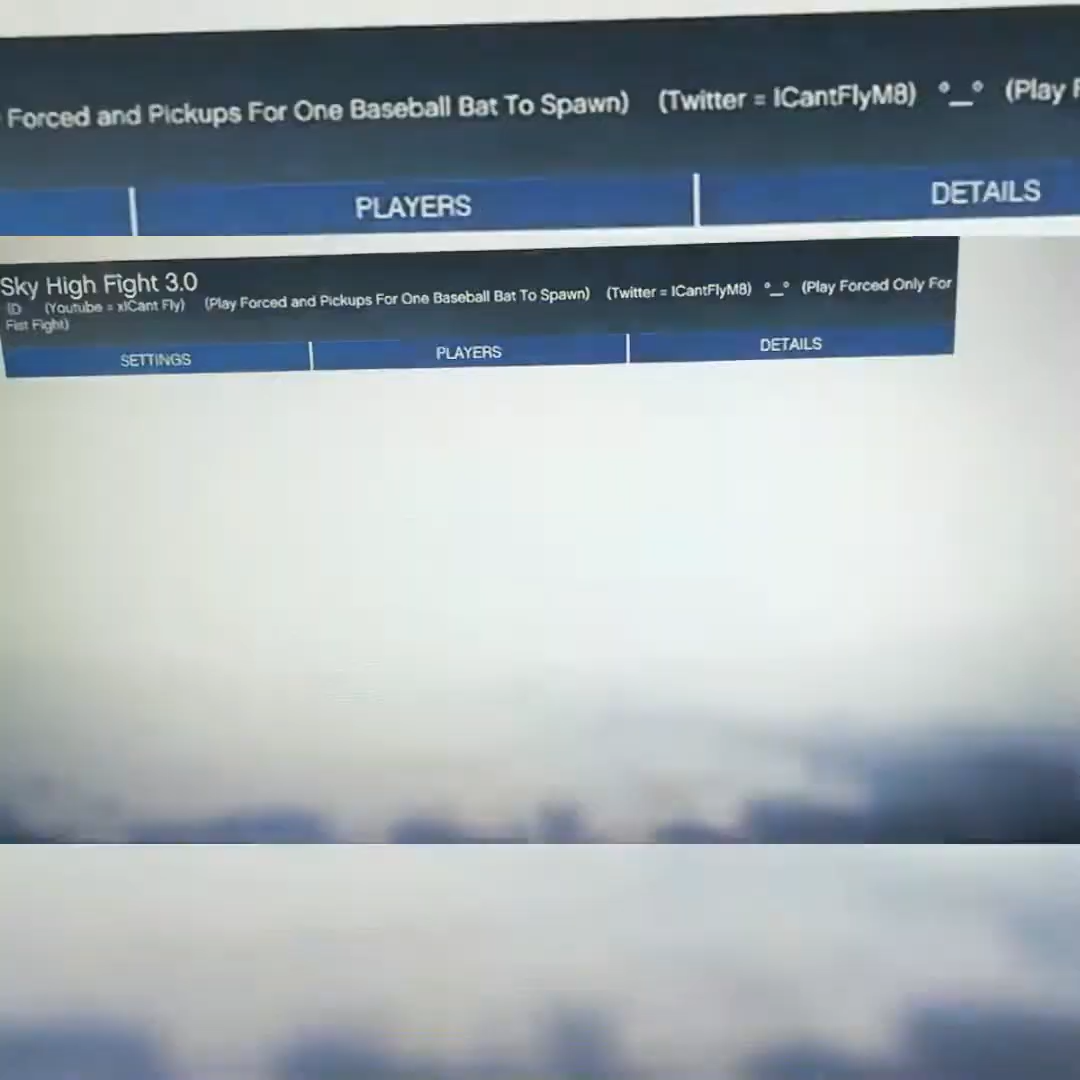 Forced and Pickups For One Baseball Bat To Spawn) (Twitter = ICantFlyM8) °_° (Play
PLAYERS DETAILS
Sky High Fight 3.0
(Youtube = xICant Fly) (Play Forced and Pickups For One Baseball Bat To Spawn) (Twitter = ICantFlyM8) °_° (Play Forced Only For
Fist Fight)
SETTINGS PLAYERS DETAILS